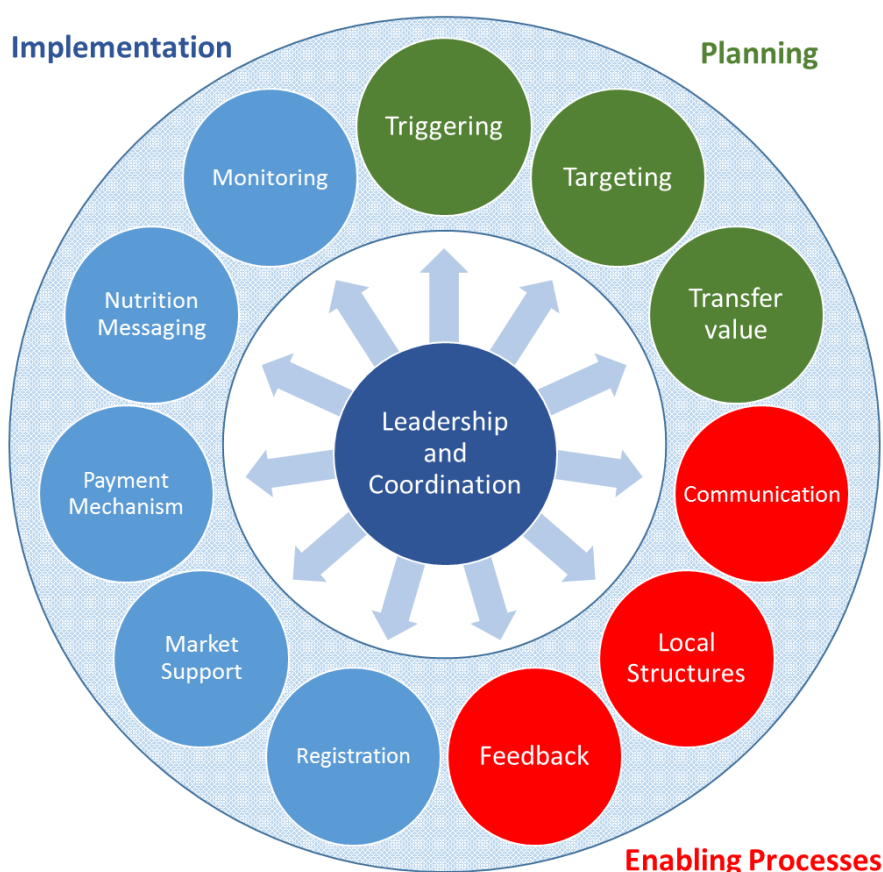 Implementation
Planning
Triggering
Targeting
Transfer
value
Communication
Local
Structures
Feedback
Registration
Market
Support
Payment
Mechanism
Nutrition
Messaging
Monitoring
Leadership
and
Coordination
Enabling Processes